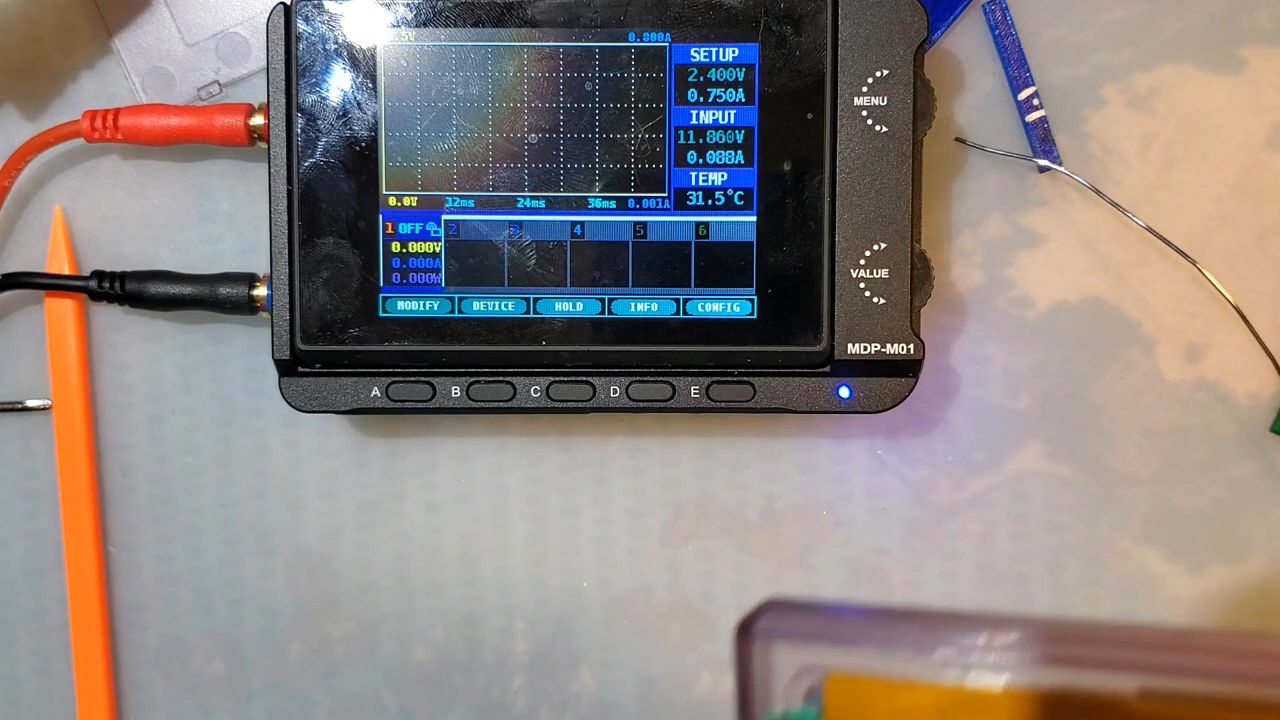 0.800A
SETUP
2.400V
0.750A
INPUT
11.860V
0.088A
TEMP
31.5°C
0.0V 12ms 24ms 36ms 0.001A
1 OFF 2 3 4 5 6
0.000V
0.000A
0.000W
MODIFY DEVICE HOLD INFO CONFIG
MENU
VALUE
MDP-M01
A B C D E